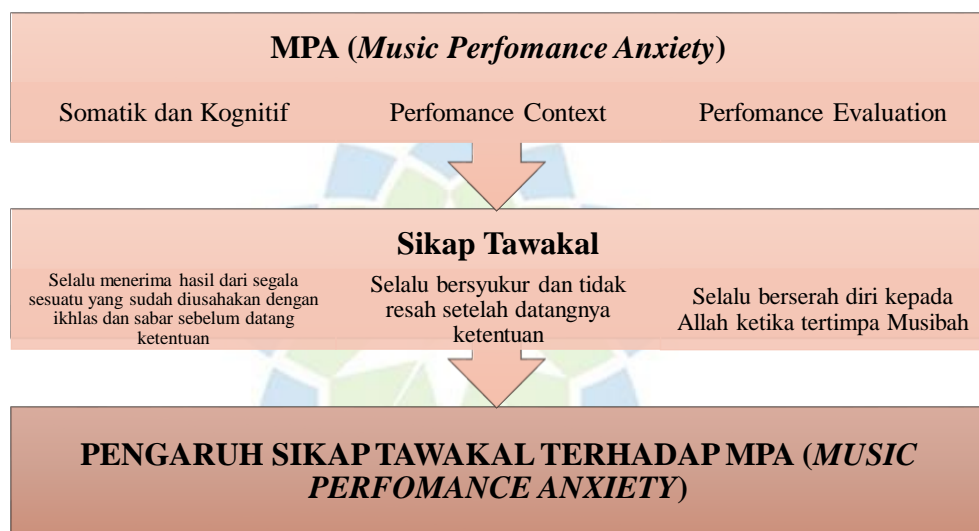 MPA (Music Perfomance Anxiety)
Somatik dan Kognitif
Perfomance Context
Perfomance Evaluation
Sikap Tawakal
Selalu menerima hasil dari segala
sesuatu yang sudah diusahakan dengan
ikhlas dan sabar sebelum datang
ketentuan
Selalu bersyukur dan tidak
resah setelah datangnya
ketentuan
Selalu berserah diri kepada
Allah ketika tertimpa Musibah
PENGARUH SIKAP TAWAKAL TERHADAP MPA (MUSIC
PERFOMANCE ANXIETY)